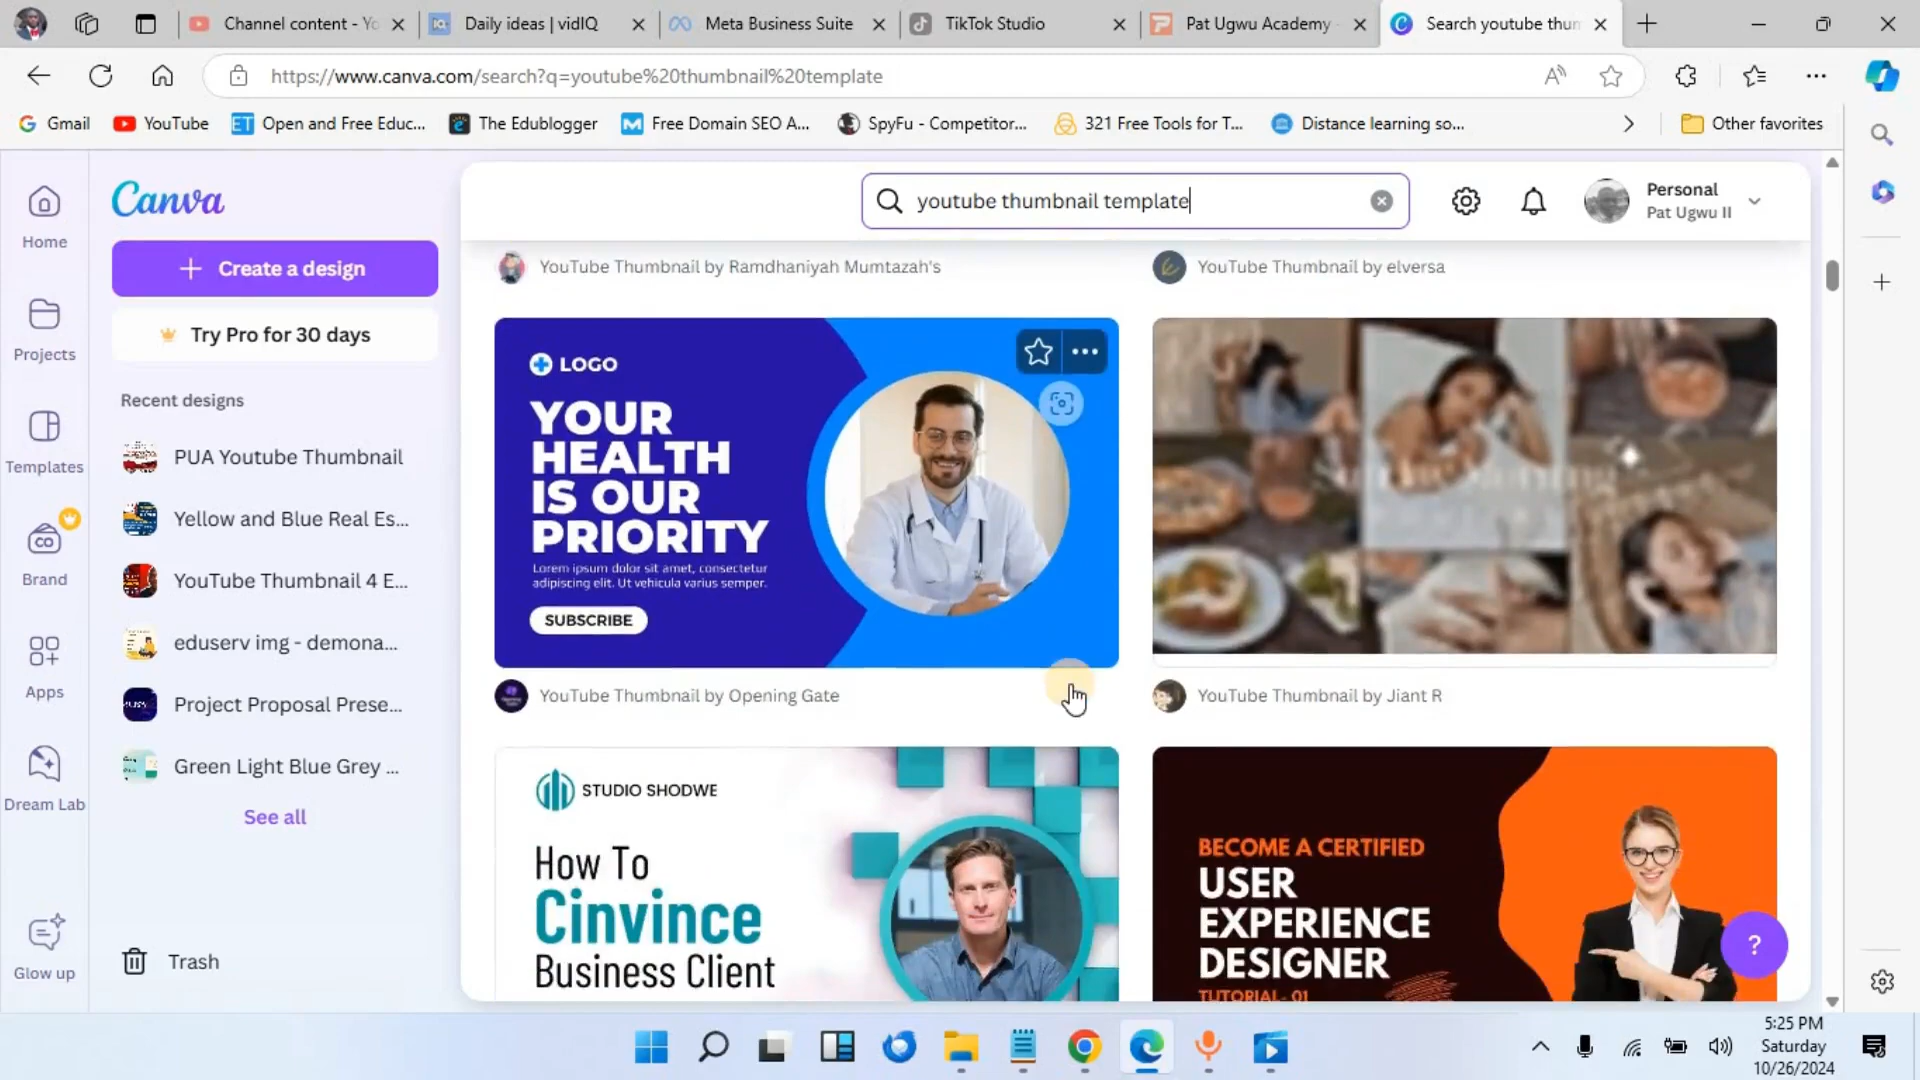 Channel content - Yo
Daily ideas | vidIQ
Meta Business Suite
TikTok Studio
Pat Ugwu Academy
Search youtube thum
https://www.canva.com/search?q=youtube%20thumbnail%20template
Gmail
YouTube
Open and Free Educ...
The Edublogger
Free Domain SEO A...
SpyFu - Competitor...
321 Free Tools for T...
Distance learning so...
Other favorites
Home
Projects
Templates
Brand
Apps
Dream Lab
Glow up
Canva
Create a design
Try Pro for 30 days
Recent designs
PUA Youtube Thumbnail
Yellow and Blue Real Es...
YouTube Thumbnail 4 E...
eduserv img - demona...
Project Proposal Prese...
Green Light Blue Grey ...
See all
Trash
youtube thumbnail template
Personal
Pat Ugwu II
YouTube Thumbnail by Ramdhaniyah Mumtazah's
YouTube Thumbnail by elversa
LOGO
YOUR
HEALTH
IS OUR
PRIORITY
Lorem ipsum dolor sit amet, consectetur
adipiscing elit. Ut vehicula varius semper.
SUBSCRIBE
YouTube Thumbnail by Opening Gate
YouTube Thumbnail by Jiant R
STUDIO SHODWE
How To
Cinvince
Business Client
BECOME A CERTIFIED
USER
EXPERIENCE
DESIGNER
TUTORIAL- 01
?
5:25 PM
Saturday
10/26/2024